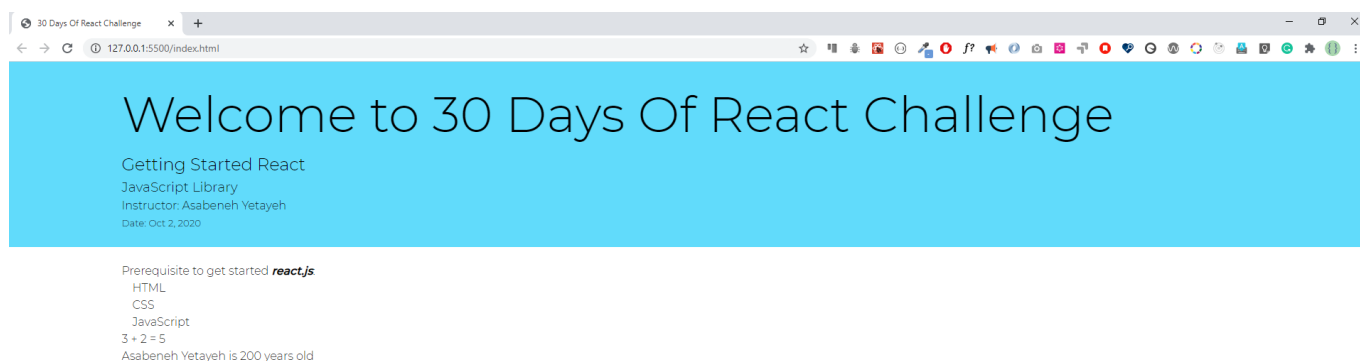 30 Days Of React Challenge
127.0.0.1:5500/index.html
Welcome to 30 Days Of React Challenge
Getting Started React
JavaScript Library
Instructor: Asabeneh Yetayeh
Date: Oct 2, 2020
Prerequisite to get started react.js:
HTML
CSS
JavaScript
3 + 2 = 5
Asabeneh Yetayeh is 200 years old